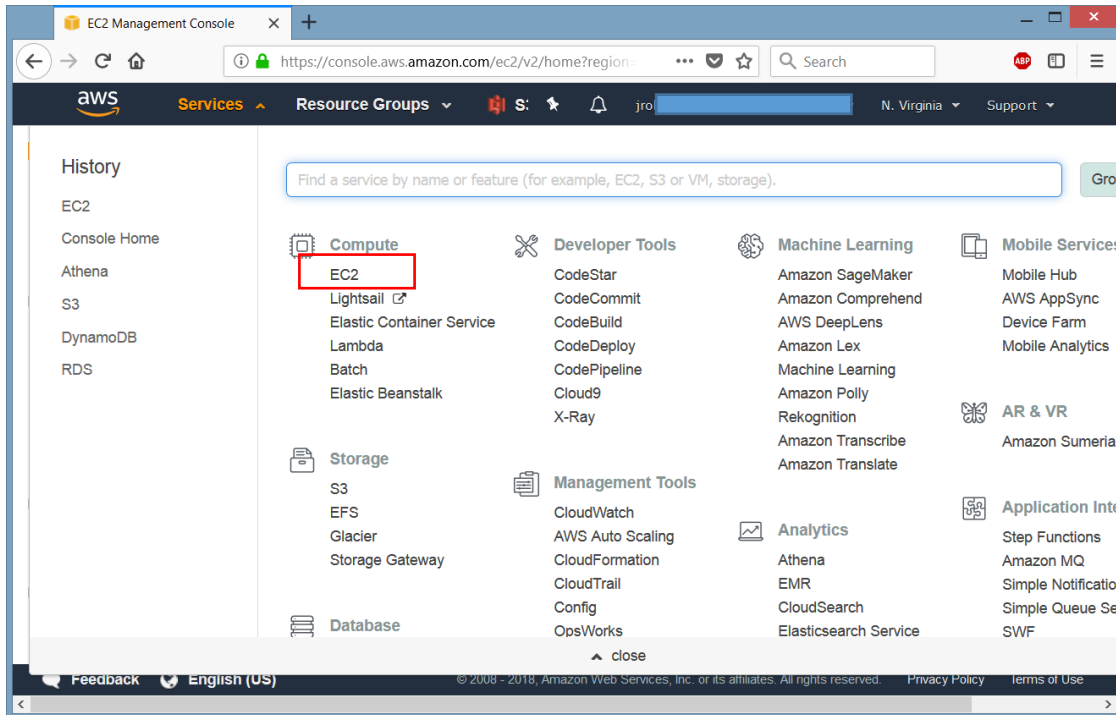 EC2 Management Console
https://console.aws.amazon.com/ec2/v2/home?region=
Search
ABP
aws
Services
Resource Groups
S:
jro
N. Virginia
Support
History
EC2
Console Home
Athena
S3
DynamoDB
RDS
Find a service by name or feature (for example, EC2, S3 or VM, storage).
Gro
Compute
EC2
Lightsail
Elastic Container Service
Lambda
Batch
Elastic Beanstalk
Storage
S3
EFS
Glacier
Storage Gateway
Database
Developer Tools
CodeStar
CodeCommit
CodeBuild
CodeDeploy
CodePipeline
Cloud9
X-Ray
Management Tools
CloudWatch
AWS Auto Scaling
CloudFormation
CloudTrail
Config
OpsWorks
Machine Learning
Amazon SageMaker
Amazon Comprehend
AWS DeepLens
Amazon Lex
Machine Learning
Amazon Polly
Rekognition
Amazon Transcribe
Amazon Translate
Analytics
Athena
EMR
CloudSearch
Elasticsearch Service
Mobile Services
Mobile Hub
AWS AppSync
Device Farm
Mobile Analytics
AR & VR
Amazon Sumeria
Application Inte
Step Functions
Amazon MQ
Simple Notificatio
Simple Queue Se
SWF
close
Feedback
English (US)
© 2008 - 2018, Amazon Web Services, Inc. or its affiliates. All rights reserved.
Privacy Policy
Terms of Use